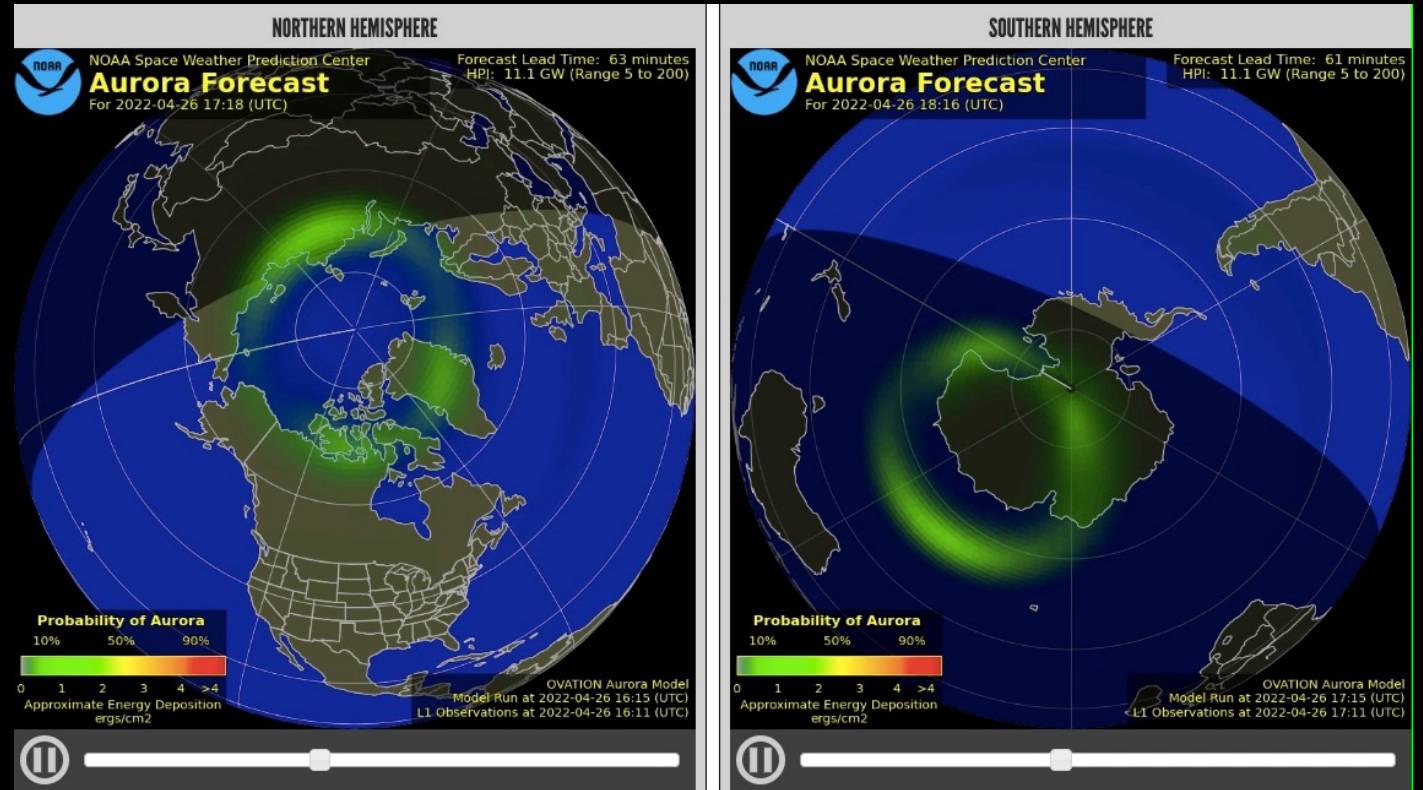 NORTHERN HEMISPHERE
NOAA
NOAA Space Weather Prediction Center
Aurora Forecast
For 2022-04-26 17:18 (UTC)
Forecast Lead Time: 63 minutes
HPI: 11.1 GW (Range 5 to 200)
Probability of Aurora
10% 50% 90%
0 1 2 3 4 >4
Approximate Energy Deposition
ergs/cm2
OVATION Aurora Model
Model Run at 2022-04-26 16:15 (UTC)
L1 Observations at 2022-04-26 16:11 (UTC)
SOUTHERN HEMISPHERE
NOAA
NOAA Space Weather Prediction Center
Aurora Forecast
For 2022-04-26 18:16 (UTC)
Forecast Lead Time: 61 minutes
HPI: 11.1 GW (Range 5 to 200)
Probability of Aurora
10% 50% 90%
0 1 2 3 4 >4
Approximate Energy Deposition
ergs/cm2
OVATION Aurora Model
Model Run at 2022-04-26 17:15 (UTC)
L1 Observations at 2022-04-26 17:11 (UTC)